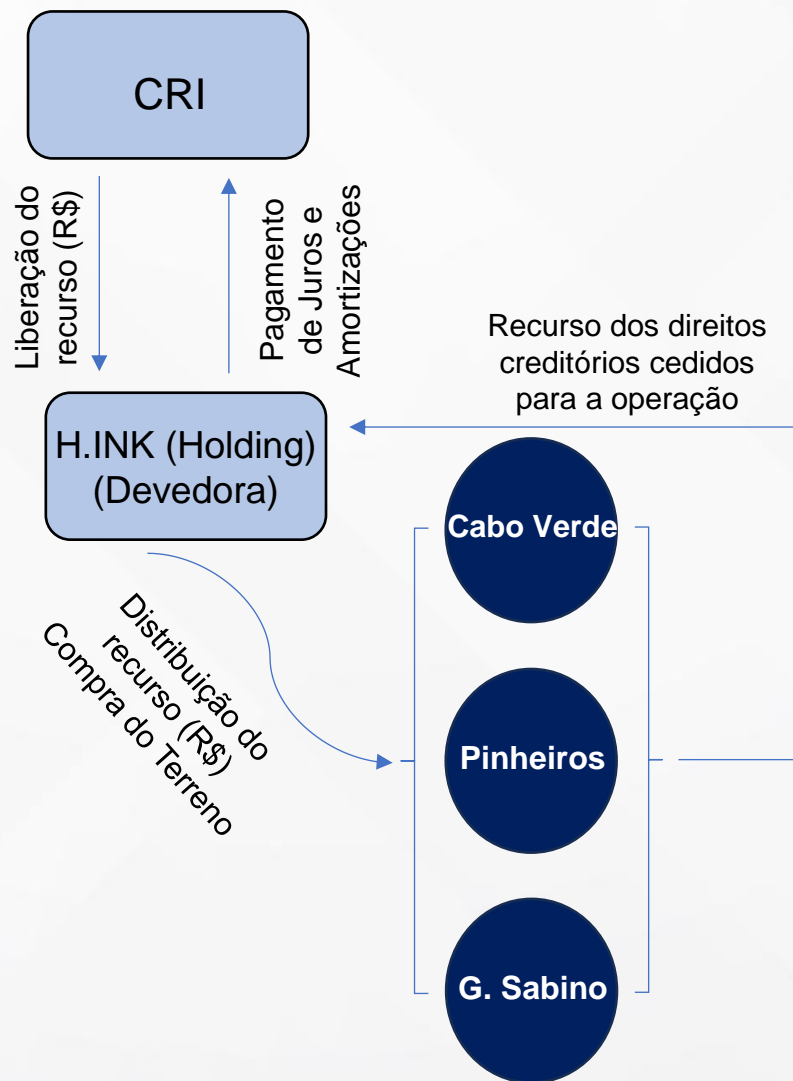 CRI
Liberação do
recurso (R$)
Pagamento
de Juros e
Amortizações
Recurso dos direitos
creditórios cedidos
para a operação
H.INK (Holding)
(Devedora)
Distribuição do
recurso (R$)
Compra do Terreno
Cabo Verde
Pinheiros
G. Sabino